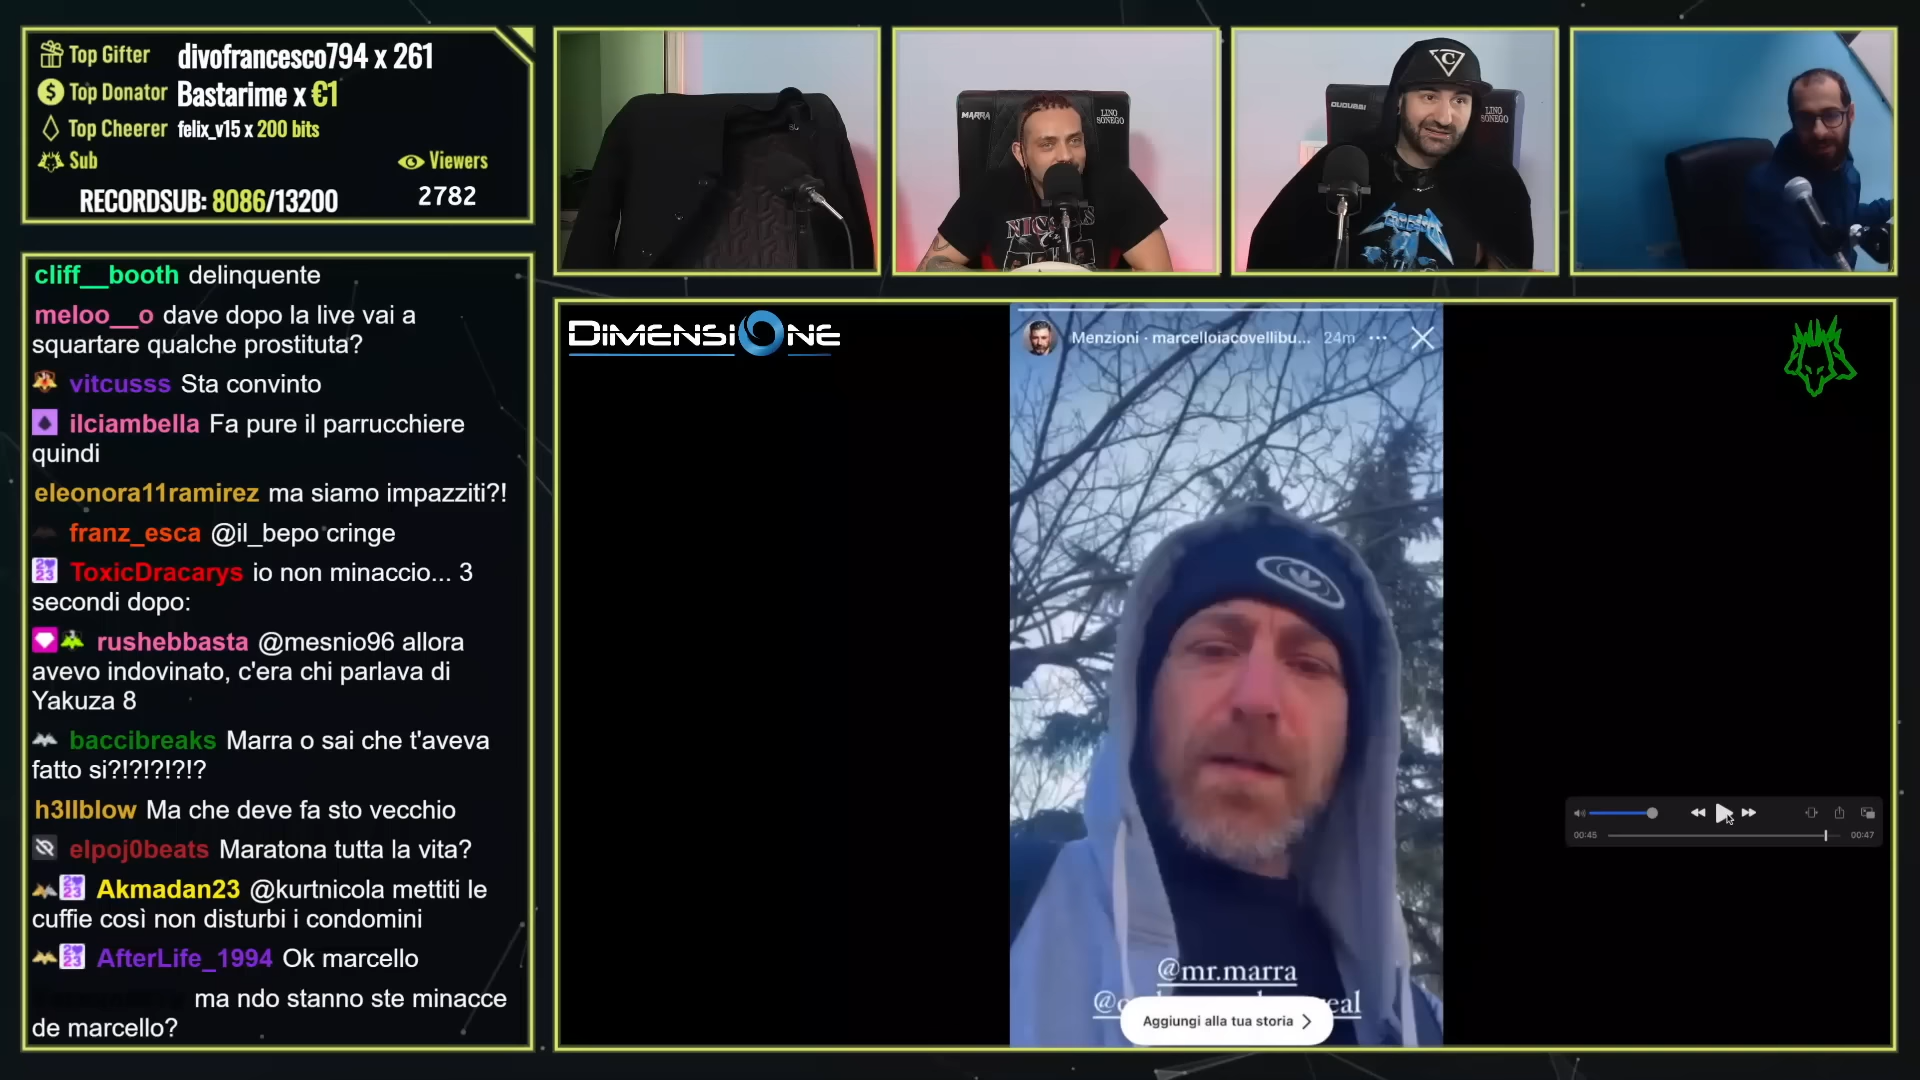 Top Gifter divofrancesco794 x 261
Top Donator Bastarime x €1
Top Cheerer felix_v15 x 200 bits
Sub
Viewers
RECORDSUB: 8086/13200
2782
cliff__booth delinquente
meloo__o dave dopo la live vai a
squartare qualche prostituta?
vitcusss Sta convinto
ilciambella Fa pure il parrucchiere
quindi
eleonora11ramirez ma siamo impazziti?!
franz_esca @il_bepo cringe
ToxicDracarys io non minaccio... 3
secondi dopo:
rushebbasta @mesnio96 allora
avevo indovinato, c'era chi parlava di
Yakuza 8
baccibreaks Marra o sai che t'aveva
fatto si?!?!?!?!?
h3llblow Ma che deve fa sto vecchio
elpoj0beats Maratona tutta la vita?
Akmadan23 @kurtnicola mettiti le
cuffie così non disturbi i condomini
AfterLife_1994 Ok marcello
ma ndo stanno ste minacce
de marcello?
MARRA
LINO
SONEGO
NIC
C
LINO
SONEGO
DIMENSIONE
Menzioni · marcelloiacovellibu... 24m
@mr.marra
Aggiungi alla tua storia
00:45
00:47